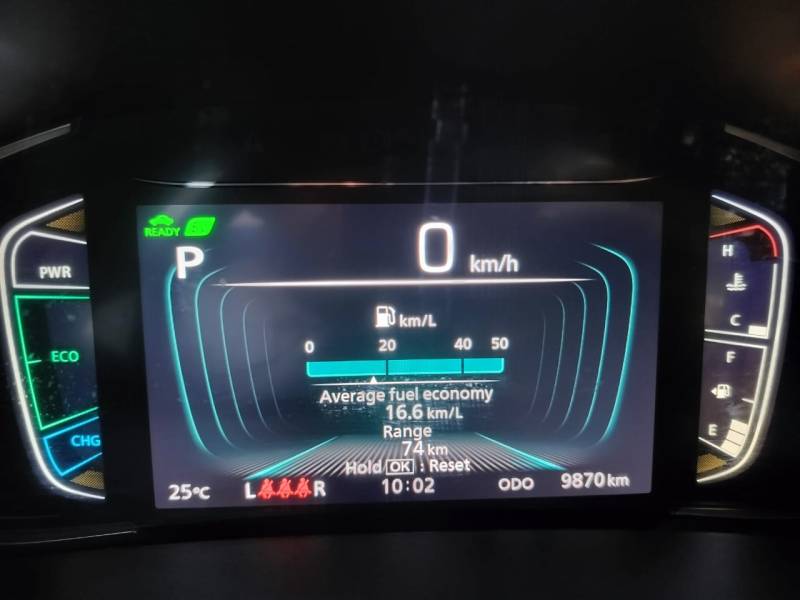 READY EV
P 0 km/h
PWR
ECO
CHG
km/L
0 20 40 50
Average fuel economy
16.6 km/L
Range
74 km
Hold OK : Reset
25°C L R 10:02 ODO 9870 km
H
C
F
E